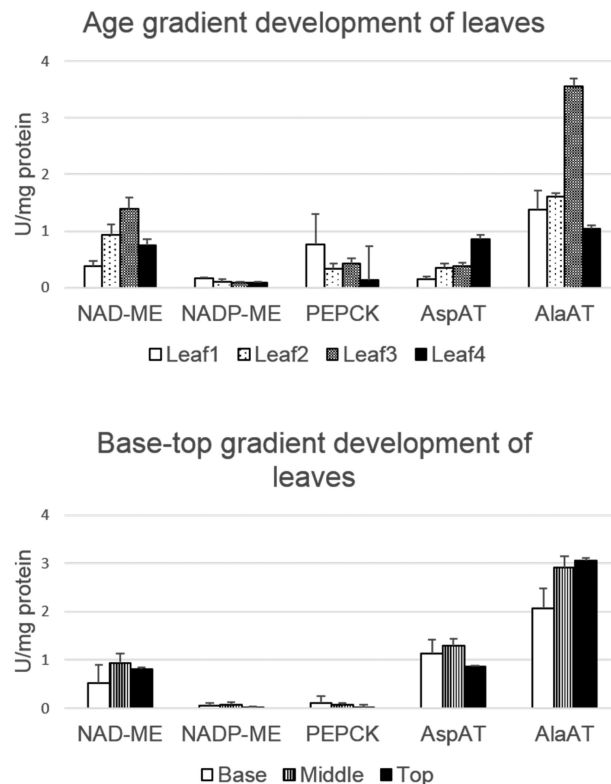 Age gradient development of leaves
U/mg protein
4
3
2
1
0
NAD-ME NADP-ME PEPCK AspAT AlaAT
Leaf1 Leaf2 Leaf3 Leaf4
Base-top gradient development of
leaves
U/mg protein
4
3
2
1
0
NAD-ME NADP-ME PEPCK AspAT AlaAT
Base Middle Top